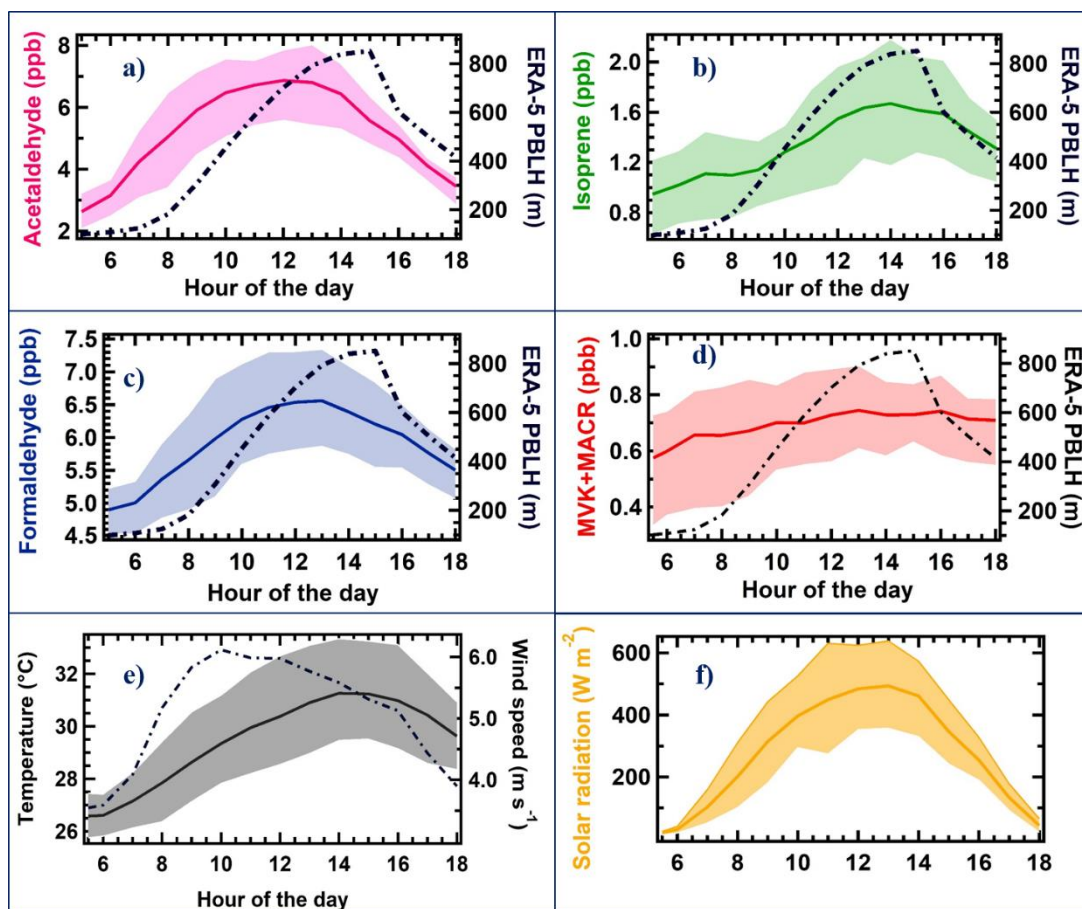 a)
Acetaldehyde (ppb)
8
6
4
2
ERA-5 PBLH (m)
800
600
400
200
6 8 10 12 14 16 18
Hour of the day
b)
Isoprene (ppb)
2.0
1.6
1.2
0.8
ERA-5 PBLH (m)
800
600
400
200
6 8 10 12 14 16 18
Hour of the day
c)
Formaldehyde (ppb)
7.5
7.0
6.5
6.0
5.5
5.0
4.5
ERA-5 PBLH (m)
800
600
400
200
6 8 10 12 14 16 18
Hour of the day
d)
MVK+MACR (pbb)
1.0
0.8
0.6
0.4
ERA-5 PBLH (m)
800
600
400
200
6 8 10 12 14 16 18
Hour of the day
e)
Temperature (°C)
32
30
28
26
Wind speed (m s⁻¹)
6.0
5.0
4.0
6 8 10 12 14 16 18
Hour of the day
f)
Solar radiation (W m⁻²)
600
400
200
6 8 10 12 14 16 18
Hour of the day